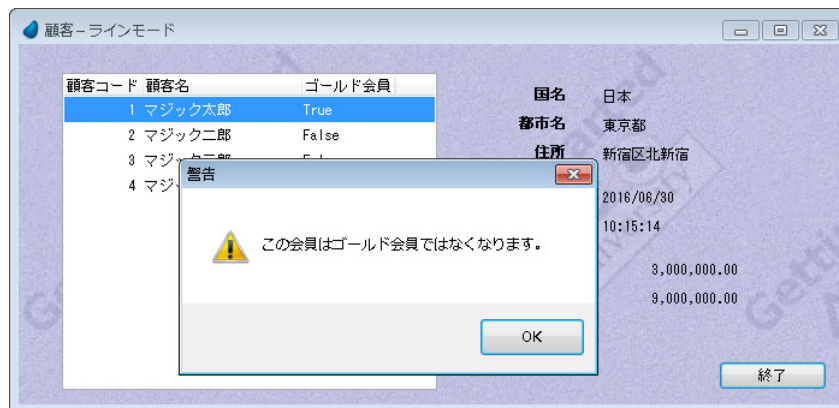 顧客－ラインモード
顧客コード 顧客名 ゴールド会員
1 マジック太郎 True
2 マジック二郎 False
3
4 マジ
国名 日本
都市名 東京都
住所 新宿区北新宿
2016/06/30
10:15:14
3,000,000.00
9,000,000.00
警告
この会員はゴールド会員ではなくなります。
OK
終了